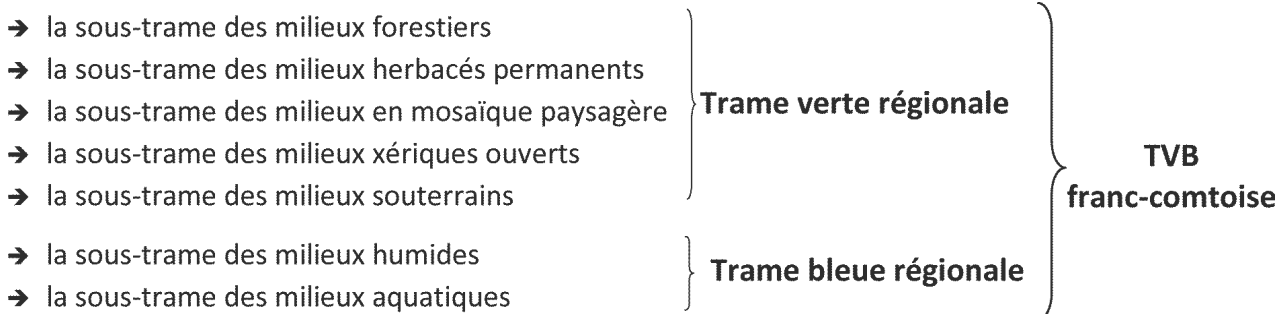 ➔ la sous-trame des milieux forestiers
➔ la sous-trame des milieux herbacés permanents
➔ la sous-trame des milieux en mosaïque paysagère
➔ la sous-trame des milieux xériques ouverts
➔ la sous-trame des milieux souterrains
Trame verte régionale
➔ la sous-trame des milieux humides
➔ la sous-trame des milieux aquatiques
Trame bleue régionale
TVB
franc-comtoise